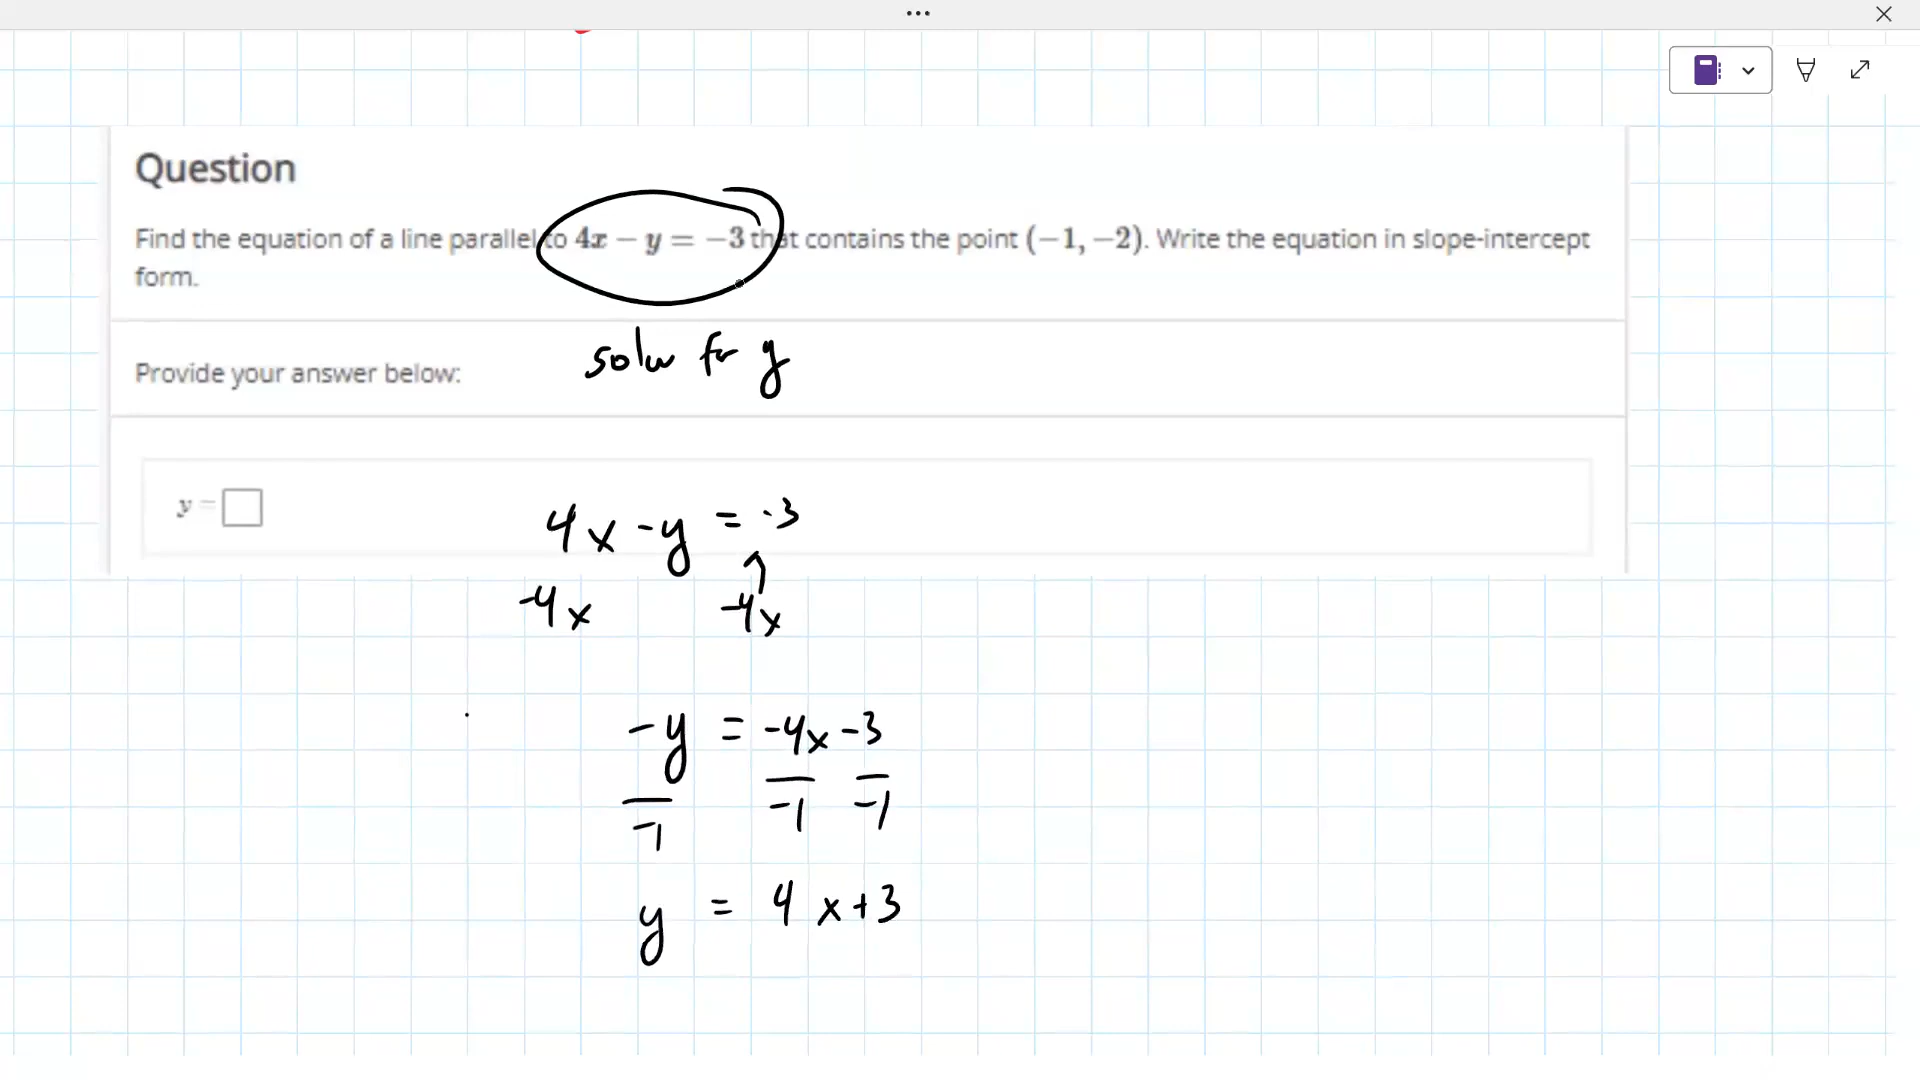 Question
Find the equation of a line parallel to 4x − y = −3 that contains the point (−1, −2). Write the equation in slope-intercept
form.
solve for y
Provide your answer below:
y =
4x - y = -3
-4x -4x
-y = -4x - 3
-1 -1 -1
y = 4x + 3